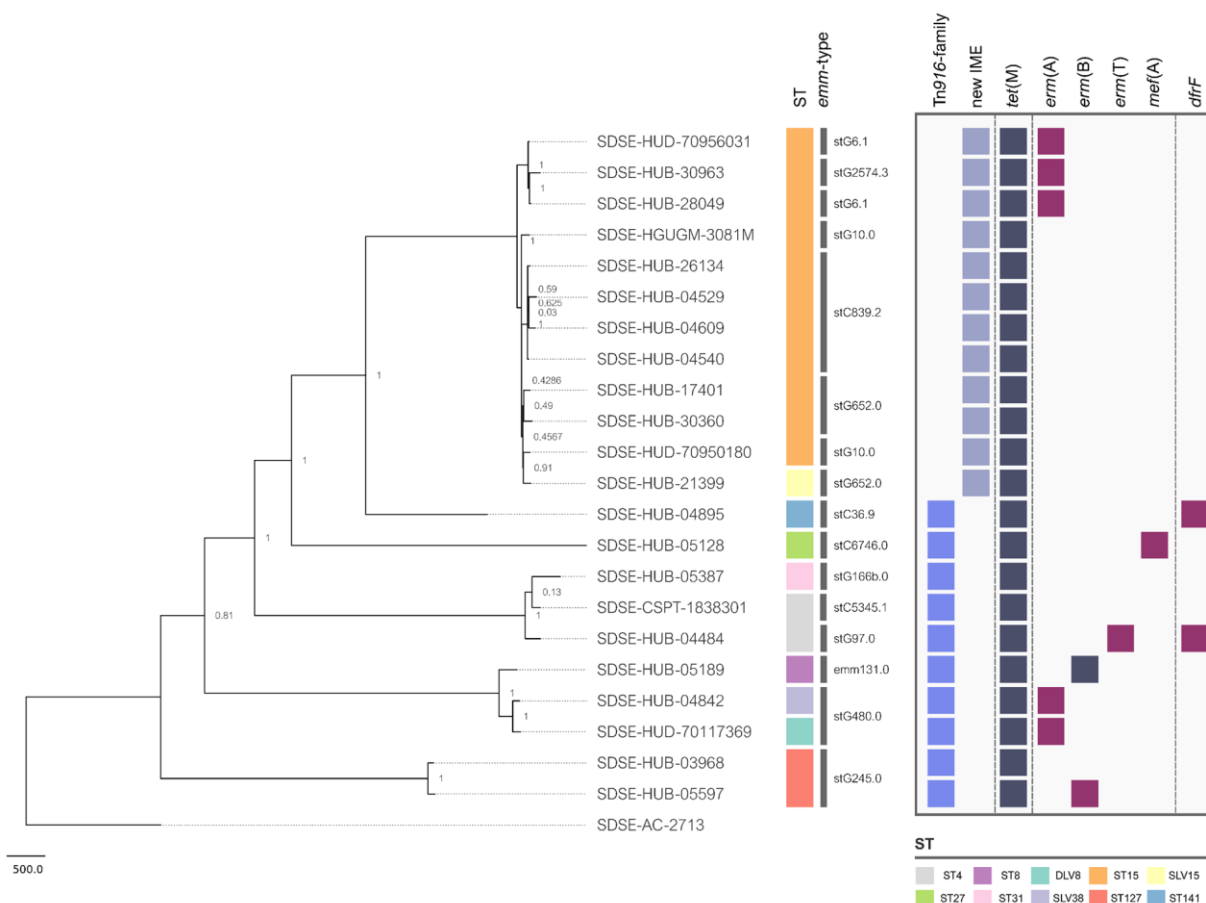 ST
emm-type
Tn916-family
new IME
tet(M)
erm(A)
erm(B)
erm(T)
mef(A)
dfrF
SDSE-HUD-70956031 stG6.1
1
SDSE-HUB-30963 stG2574.3
1
SDSE-HUB-28049 stG6.1
SDSE-HGUGM-3081M stG10.0
1
SDSE-HUB-26134
0.59
SDSE-HUB-04529
0.625
stC839.2
0.03
1
SDSE-HUB-04609
SDSE-HUB-04540
1
0.4286
SDSE-HUB-17401
0.49
stG652.0
SDSE-HUB-30360
0.4567
SDSE-HUD-70950180 stG10.0
1
0.91
SDSE-HUB-21399 stG652.0
SDSE-HUB-04895 stC36.9
1
SDSE-HUB-05128 stC6746.0
SDSE-HUB-05387 stG166b.0
0.13
SDSE-CSPT-1838301 stC5345.1
0.81
1
SDSE-HUB-04484 stG97.0
SDSE-HUB-05189 emm131.0
1
SDSE-HUB-04842
1
stG480.0
SDSE-HUD-70117369
SDSE-HUB-03968
1
stG245.0
SDSE-HUB-05597
SDSE-AC-2713
500.0
ST
ST4 ST8 DLV8 ST15 SLV15
ST27 ST31 SLV38 ST127 ST141